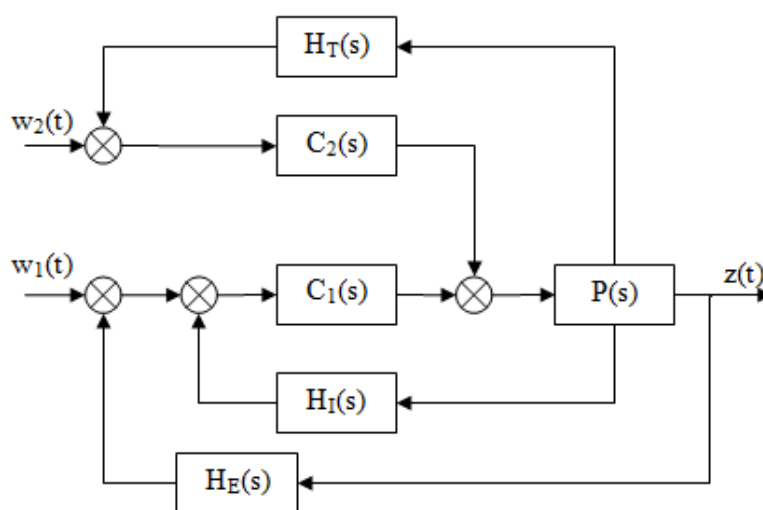 H_T(s)
w_2(t)
C_2(s)
w_1(t)
C_1(s)
P(s)
z(t)
H_I(s)
H_E(s)